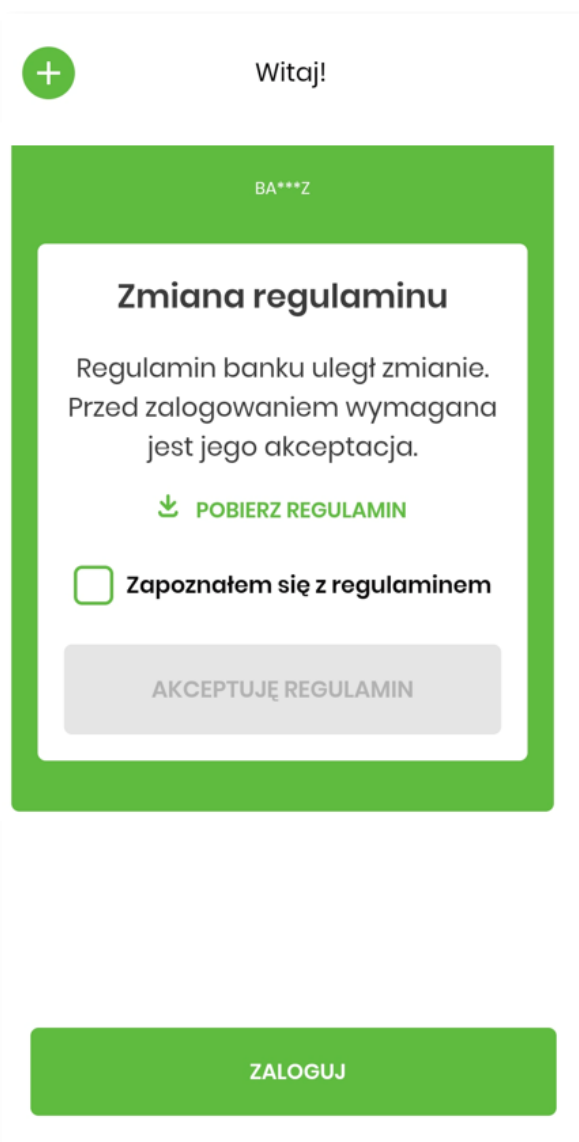 Witaj!
BA***Z
Zmiana regulaminu
Regulamin banku uległ zmianie.
Przed zalogowaniem wymagana
jest jego akceptacja.
POBIERZ REGULAMIN
Zapoznałem się z regulaminem
AKCEPTUJĘ REGULAMIN
ZALOGUJ